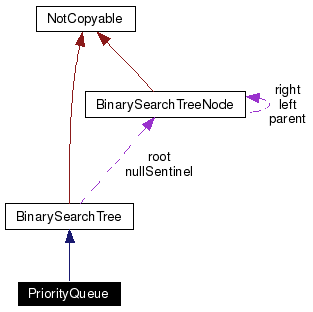 NotCopyable
BinarySearchTreeNode
right
left
parent
root
nullSentinel
BinarySearchTree
PriorityQueue